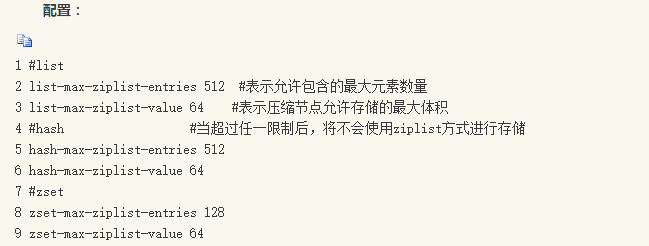 配置：
1 #list
2 list-max-ziplist-entries 512  #表示允许包含的最大元素数量
3 list-max-ziplist-value 64    #表示压缩节点允许存储的最大体积
4 #hash                  #当超过任一限制后，将不会使用ziplist方式进行存储
5 hash-max-ziplist-entries 512
6 hash-max-ziplist-value 64
7 #zset
8 zset-max-ziplist-entries 128
9 zset-max-ziplist-value 64